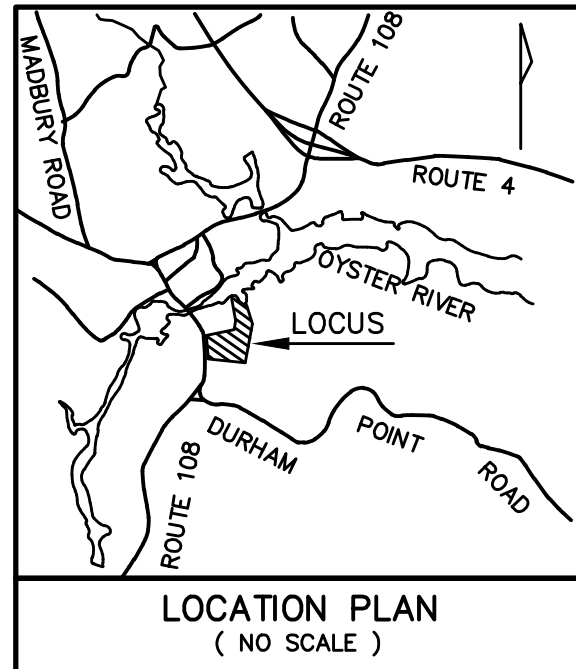 MADBURY ROAD
ROUTE 108
ROUTE 4
OYSTER RIVER
LOCUS
DURHAM POINT ROAD
ROUTE 108
LOCATION PLAN
( NO SCALE )